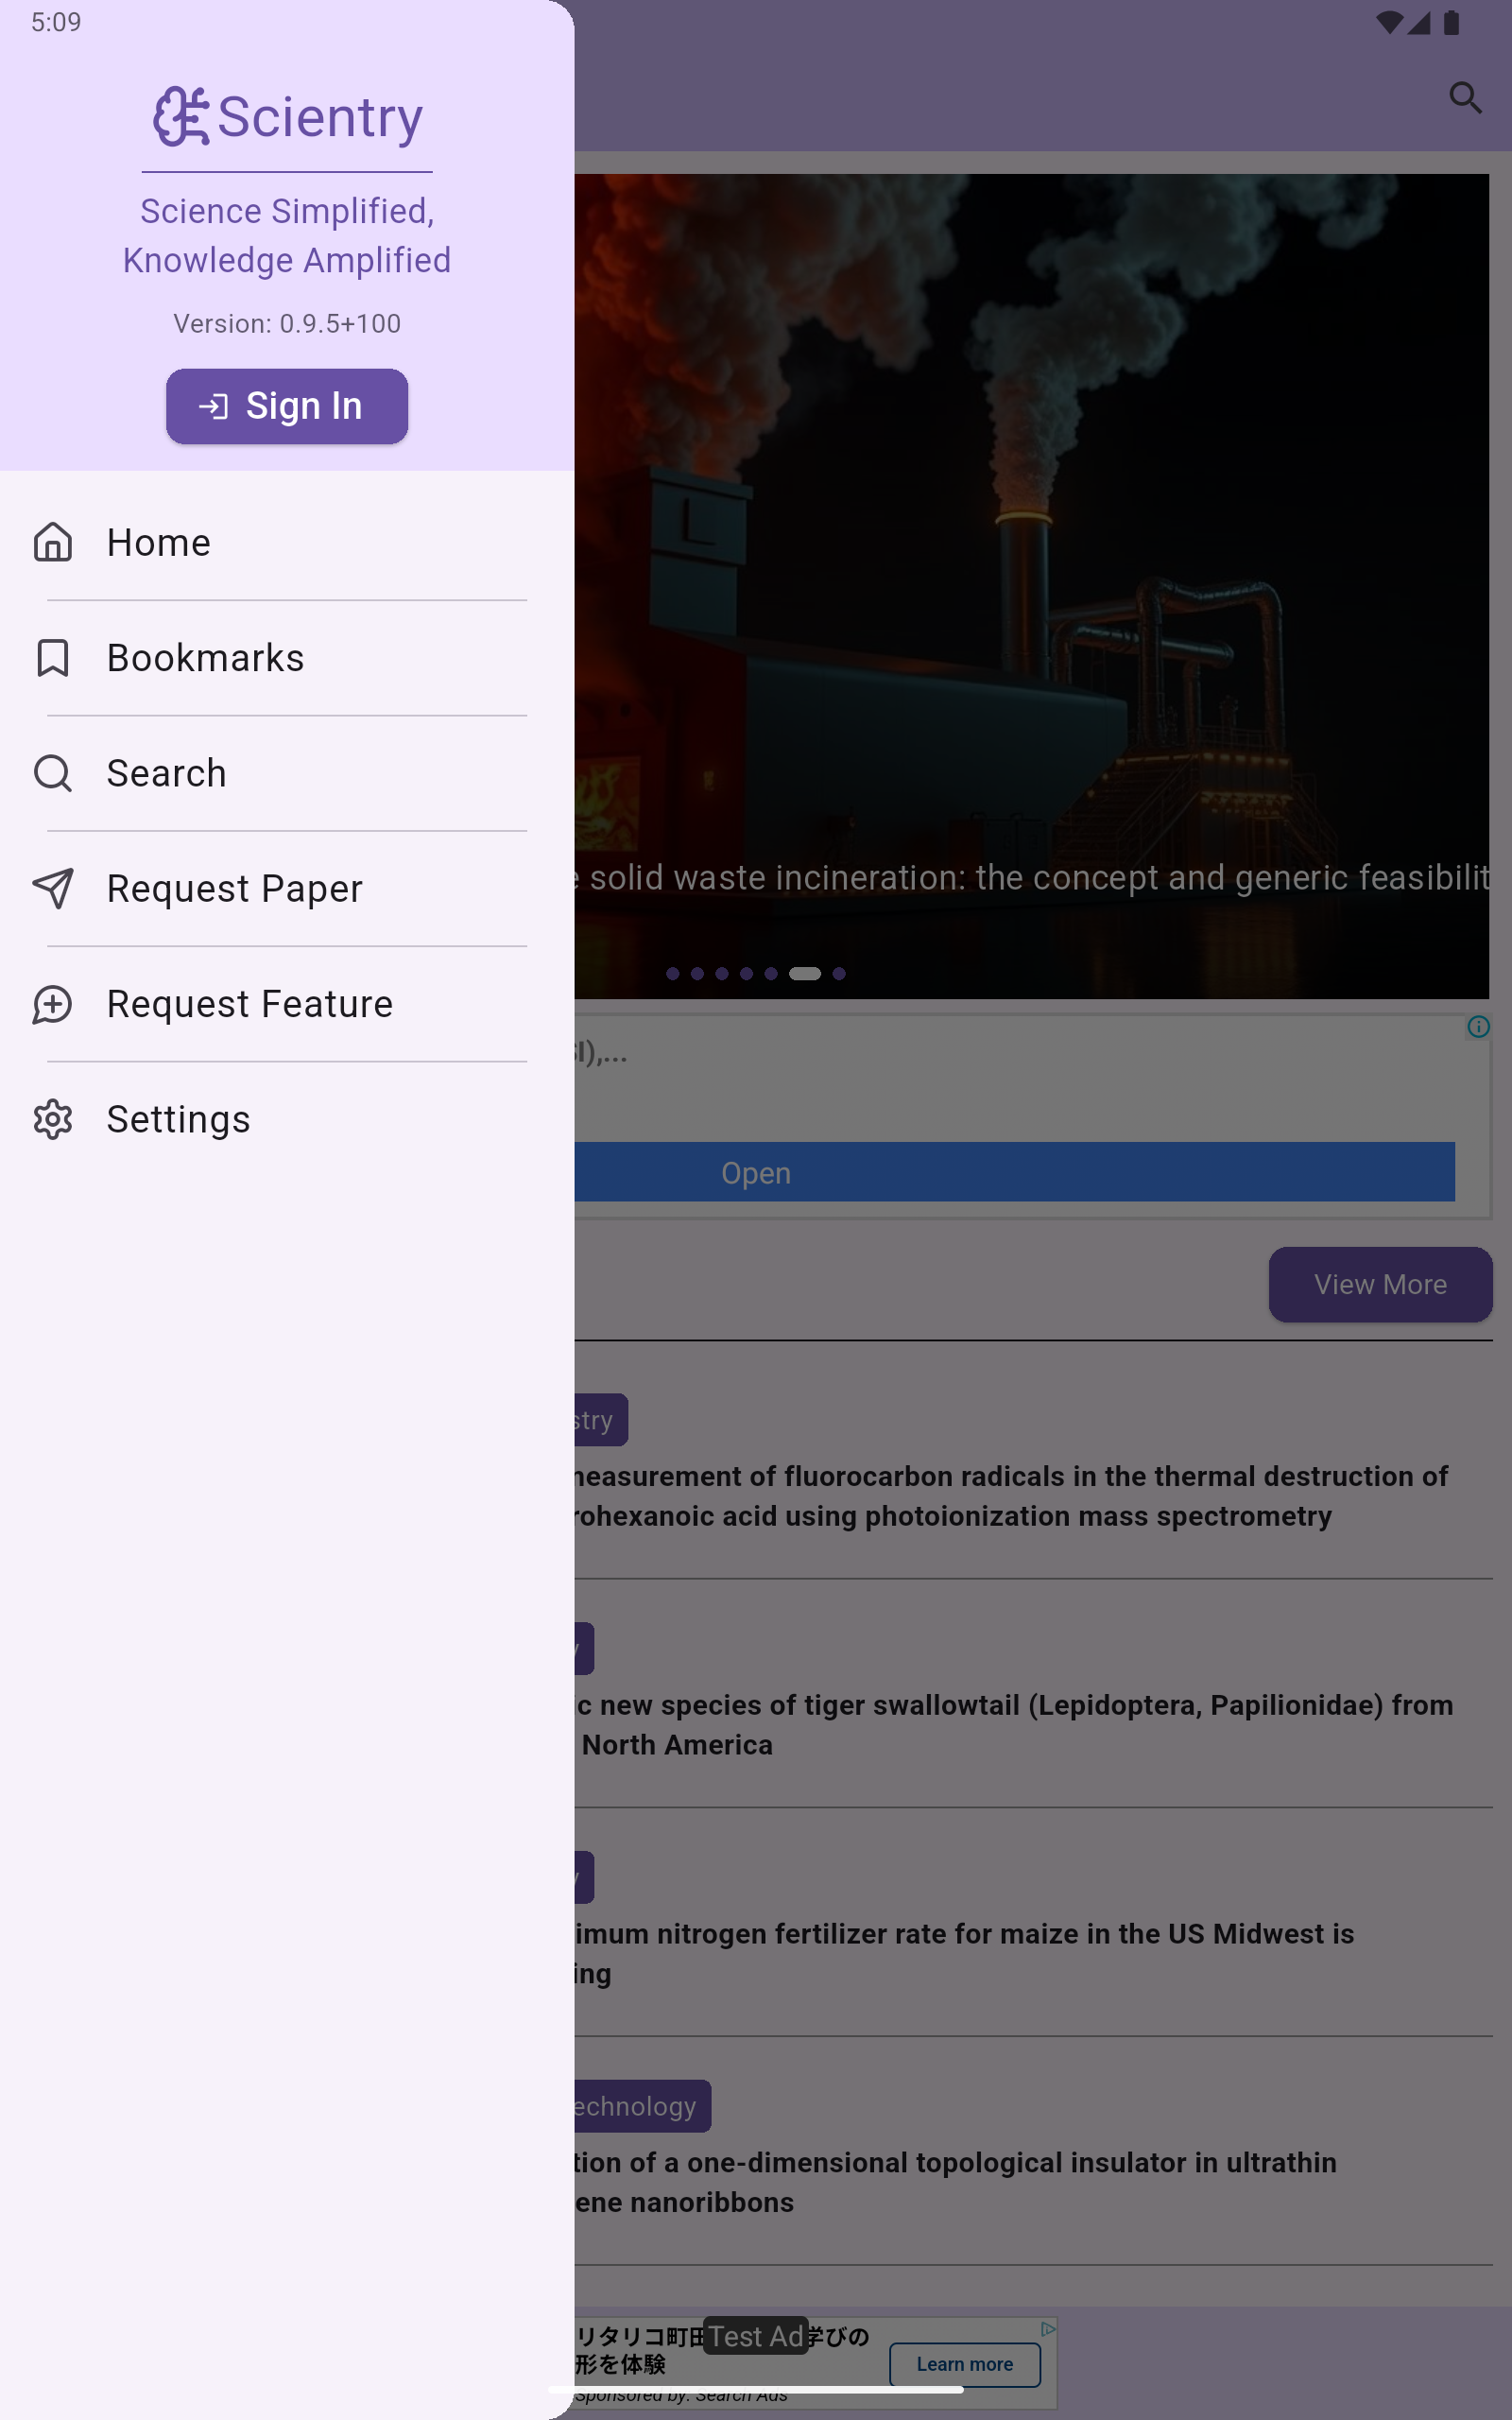 5:09
Scientry
Science Simplified,
Knowledge Amplified
Version: 0.9.5+100
Sign In
Home
Bookmarks
Search
Request Paper
Request Feature
Settings
solid waste incineration: the concept and generic feasibilit
SI),...
Open
View More
stry
measurement of fluorocarbon radicals in the thermal destruction of
rohexanoic acid using photoionization mass spectrometry
y
c new species of tiger swallowtail (Lepidoptera, Papilionidae) from
North America
y
imum nitrogen fertilizer rate for maize in the US Midwest is
ing
echnology
tion of a one-dimensional topological insulator in ultrathin
ene nanoribbons
リタリコ町田
Test Ad
学びの
形を体験
Learn more
Sponsored by: Search Ads